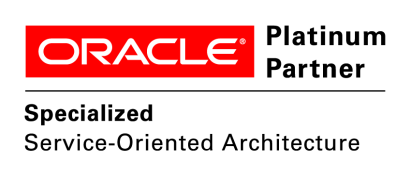 ORACLE® Platinum
Partner
Specialized
Service-Oriented Architecture